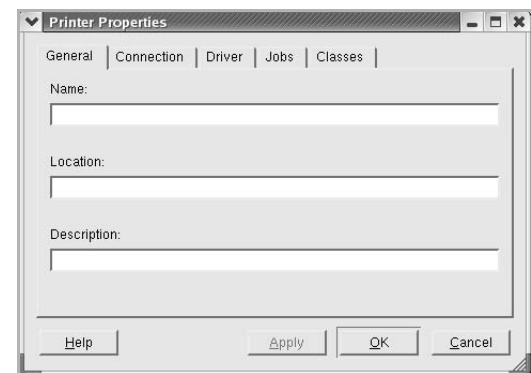 Printer Properties
General Connection Driver Jobs Classes
Name:
Location:
Description:
Help Apply OK Cancel